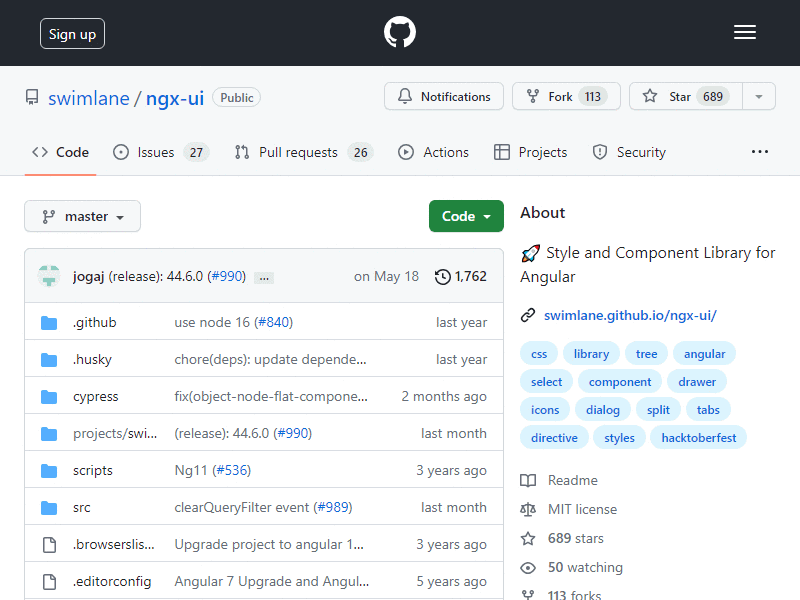 Sign up
swimlane / ngx-ui Public
Notifications Fork 113 Star 689
Code Issues 27 Pull requests 26 Actions Projects Security ...
master Code
jogaj (release): 44.6.0 (#990) ... on May 18 1,762
.github use node 16 (#840) last year
.husky chore(deps): update depende... last year
cypress fix(object-node-flat-compone... 2 months ago
projects/swi... (release): 44.6.0 (#990) last month
scripts Ng11 (#536) 3 years ago
src clearQueryFilter event (#989) last month
.browserslis... Upgrade project to angular 1... 3 years ago
.editorconfig Angular 7 Upgrade and Angul... 5 years ago
About
🚀 Style and Component Library for
Angular
swimlane.github.io/ngx-ui/
css library tree angular
select component drawer
icons dialog split tabs
directive styles hacktoberfest
Readme
MIT license
689 stars
50 watching
113 forks